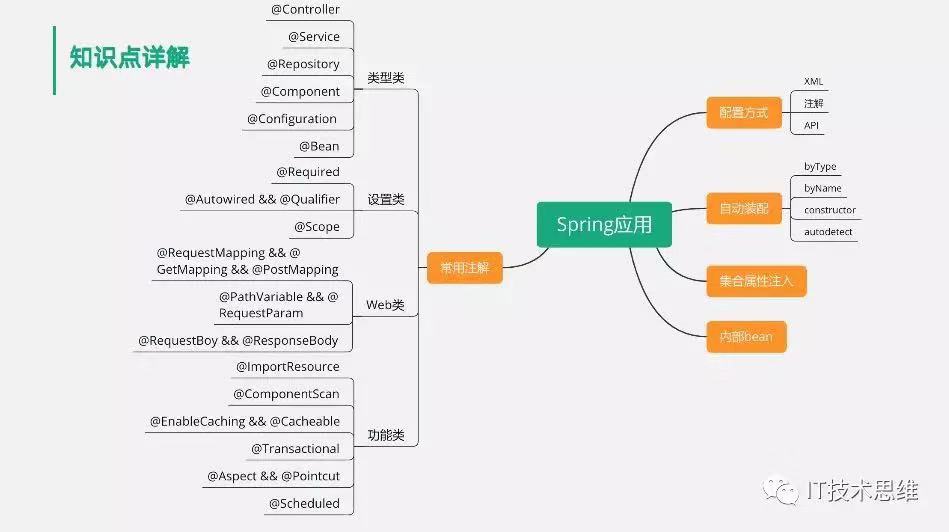 知识点详解
@Controller
@Service
@Repository
@Component
@Configuration
@Bean
类型类
@Required
@Autowired && @Qualifier
@Scope
设置类
@RequestMapping && @
GetMapping && @PostMapping
@PathVariable && @
RequestParam
@RequestBoy && @ResponseBody
Web类
@ImportResource
@ComponentScan
@EnableCaching && @Cacheable
@Transactional
@Aspect && @Pointcut
@Scheduled
功能类
常用注解
Spring应用
配置方式
XML
注解
API
自动装配
byType
byName
constructor
autodetect
集合属性注入
内部bean
IT技术思维